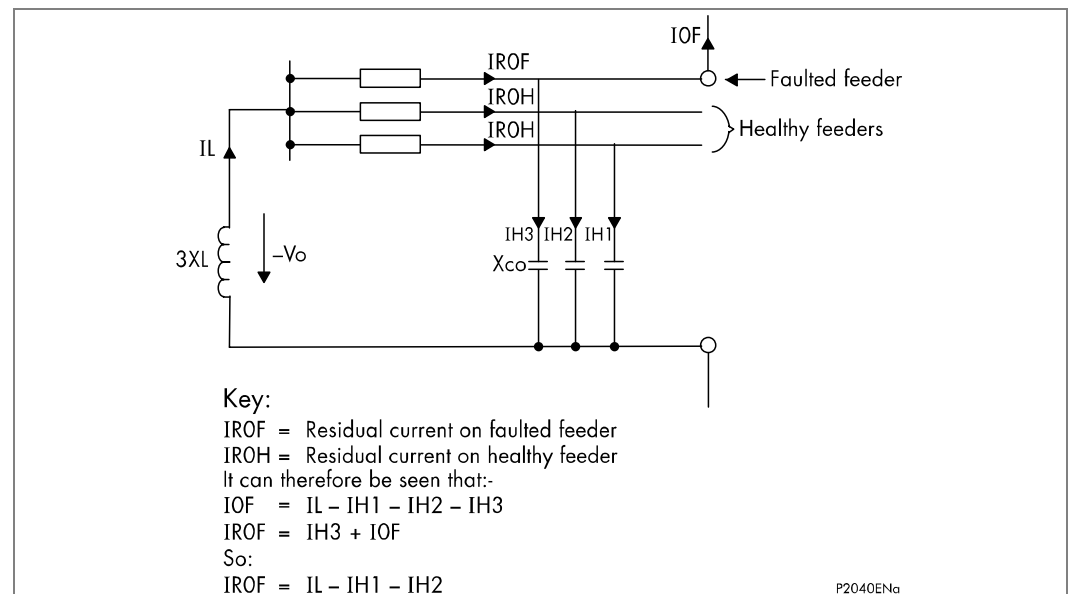 IOF
IROF
Faulted feeder
IROH
Healthy feeders
IROH
IL
IH3 IH2 IH1
3XL
–Vo
Xco
Key:
IROF = Residual current on faulted feeder
IROH = Residual current on healthy feeder
It can therefore be seen that:-
IOF = IL – IH1 – IH2 – IH3
IROF = IH3 + IOF
So:
IROF = IL – IH1 – IH2
P2040ENa